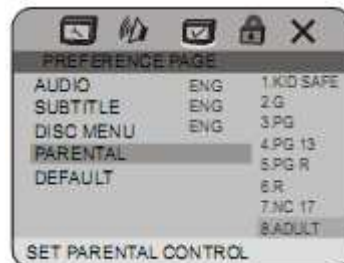 PREFERENCE PAGE
AUDIO ENG
SUBTITLE ENG
DISC MENU ENG
PARENTAL
DEFAULT
1.KID SAFE
2.G
3.PG
4.PG 13
5.PG R
6.R
7.NC 17
8.ADULT
SET PARENTAL CONTROL